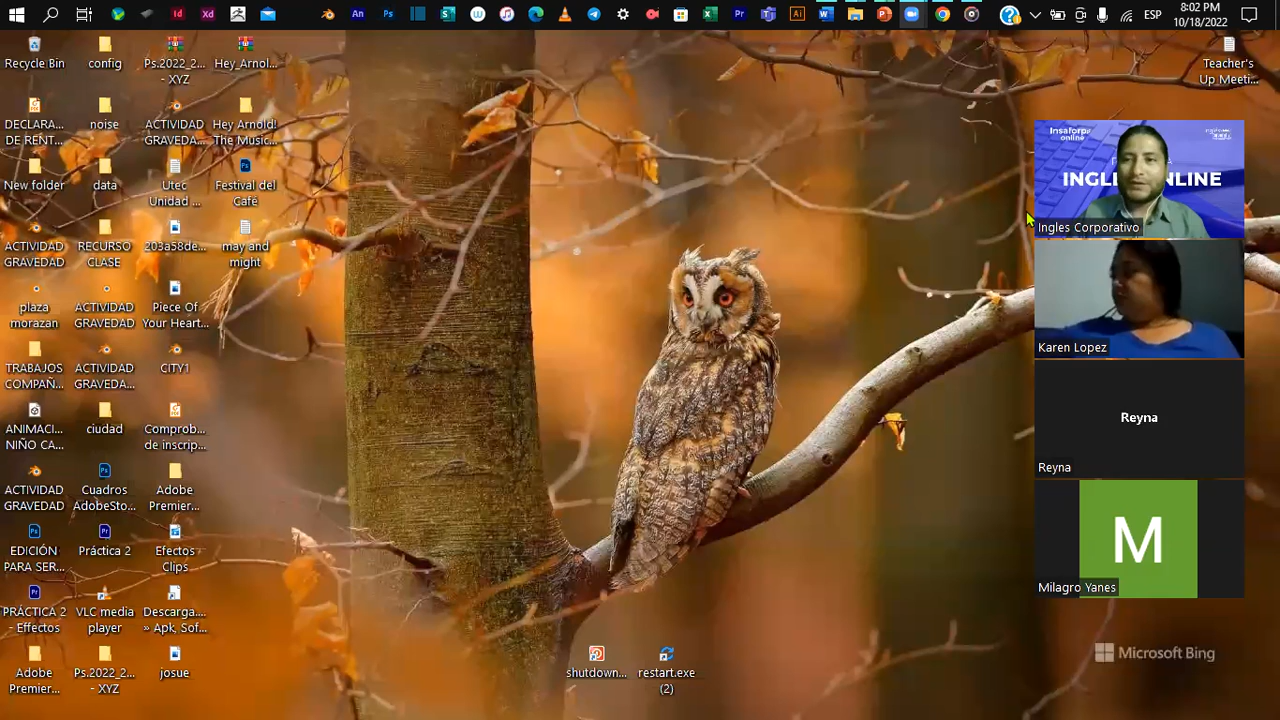 ESP
8:02 PM
10/18/2022
Recycle Bin
config
Ps.2022_2...
- XYZ
Hey_Arnol...
Teacher's
Up Meeti...
DECLARA...
DE RENT...
noise
ACTIVIDAD
GRAVEDA...
Hey Arnold!
The Music...
New folder
data
Utec
Unidad ...
Festival del
Café
ACTIVIDAD
GRAVEDAD
RECURSO
CLASE
203a58de...
may and
might
plaza
morazan
ACTIVIDAD
GRAVEDAD
Piece Of
Your Heart...
TRABAJOS
COMPAÑ...
ACTIVIDAD
GRAVEDA...
CITY1
ANIMACI...
NIÑO CA...
ciudad
Comprob...
de inscrip...
ACTIVIDAD
GRAVEDAD
Cuadros
AdobeSto...
Adobe
Premier...
EDICIÓN
PARA SER...
Práctica 2
Efectos
Clips
PRÁCTICA 2
- Efectos
VLC media
player
Descarga....
» Apk, Sof...
Adobe
Premier...
Ps.2022_2...
- XYZ
josue
shutdown...
restart.exe
(2)
Insaforp
online
Ingles Corporativo
Karen Lopez
Reyna
Reyna
M
Milagro Yanes
Microsoft Bing